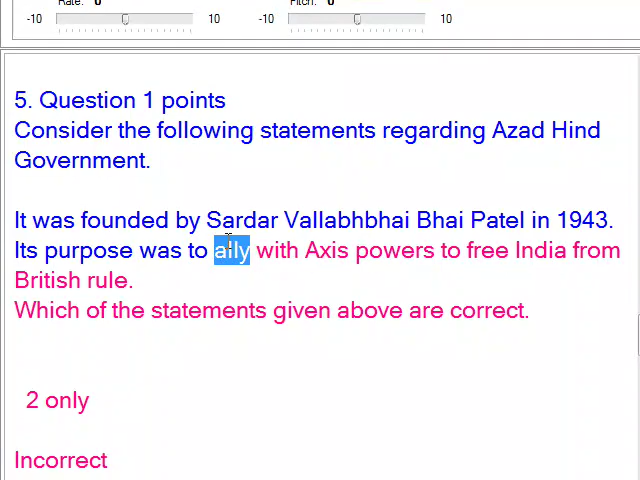 Rate: 0 Pitch: 0
-10 10 -10 10
5. Question 1 points
Consider the following statements regarding Azad Hind
Government.
It was founded by Sardar Vallabhbhai Bhai Patel in 1943.
Its purpose was to ally with Axis powers to free India from
British rule.
Which of the statements given above are correct.
2 only
Incorrect